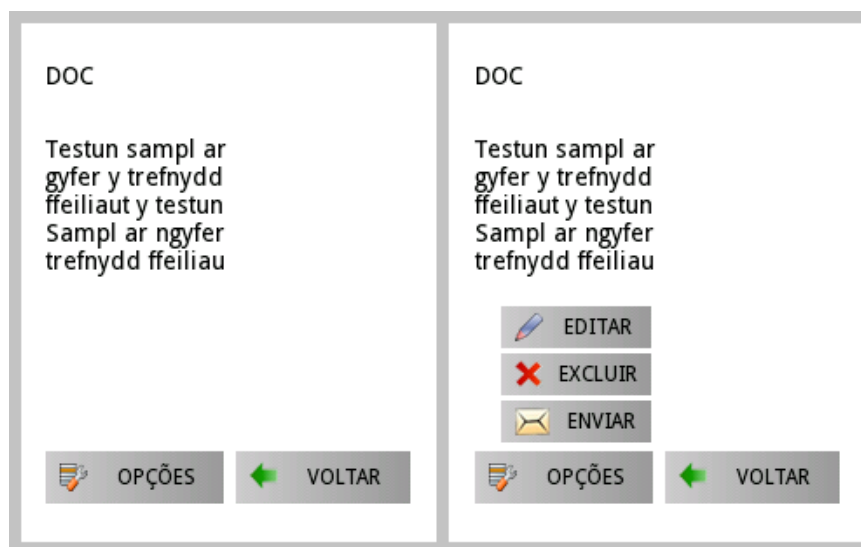 DOC
Testun sampl ar
gyfer y trefnydd
ffeiliaut y testun
Sampl ar ngyfer
trefnydd ffeiliau
OPÇÕES
VOLTAR
DOC
Testun sampl ar
gyfer y trefnydd
ffeiliaut y testun
Sampl ar ngyfer
trefnydd ffeiliau
EDITAR
EXCLUIR
ENVIAR
OPÇÕES
VOLTAR